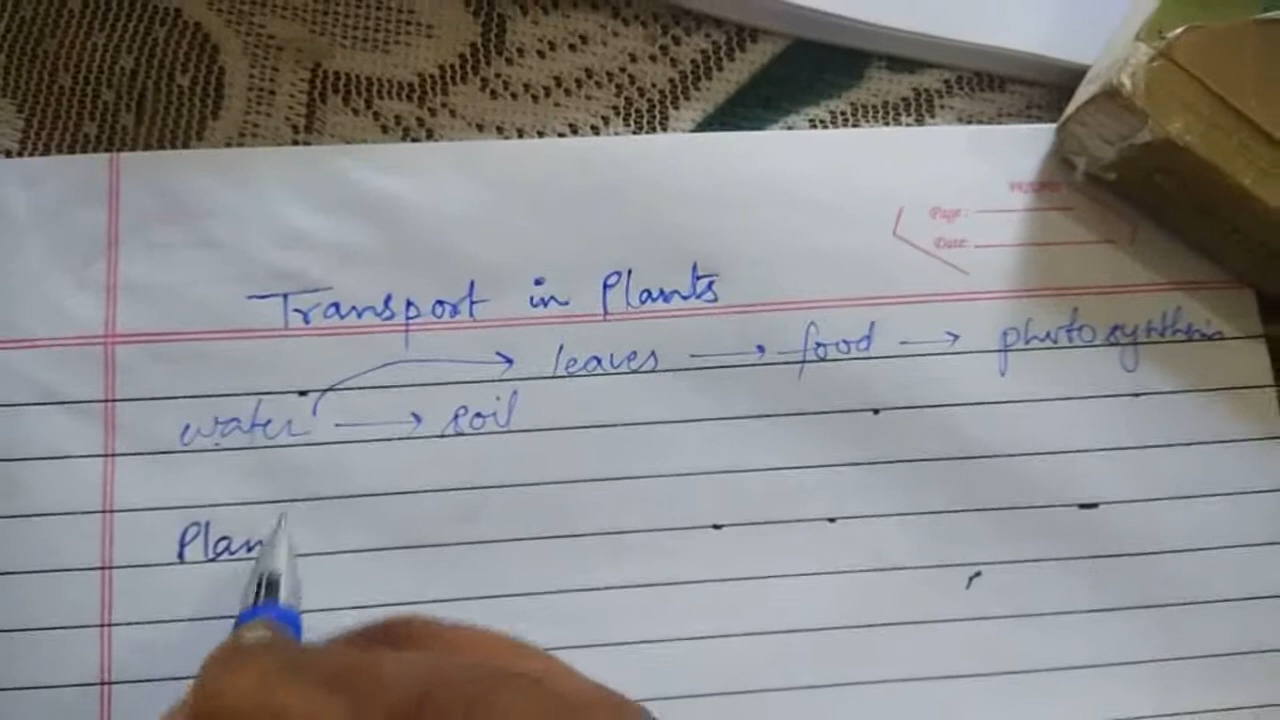 Page:
Date:
Transport in Plants
→ leaves → food → photosynthesis
water → soil
Plan